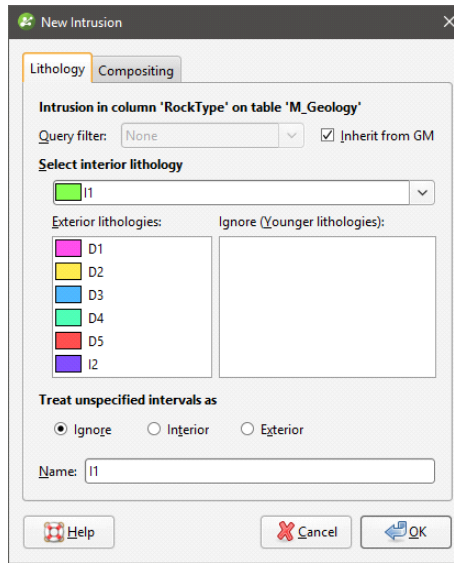 New Intrusion
Lithology Compositing
Intrusion in column 'RockType' on table 'M_Geology'
Query filter: None Inherit from GM
Select interior lithology
I1
Exterior lithologies: Ignore (Younger lithologies):
D1
D2
D3
D4
D5
I2
Treat unspecified intervals as
Ignore Interior Exterior
Name: I1
Help Cancel OK